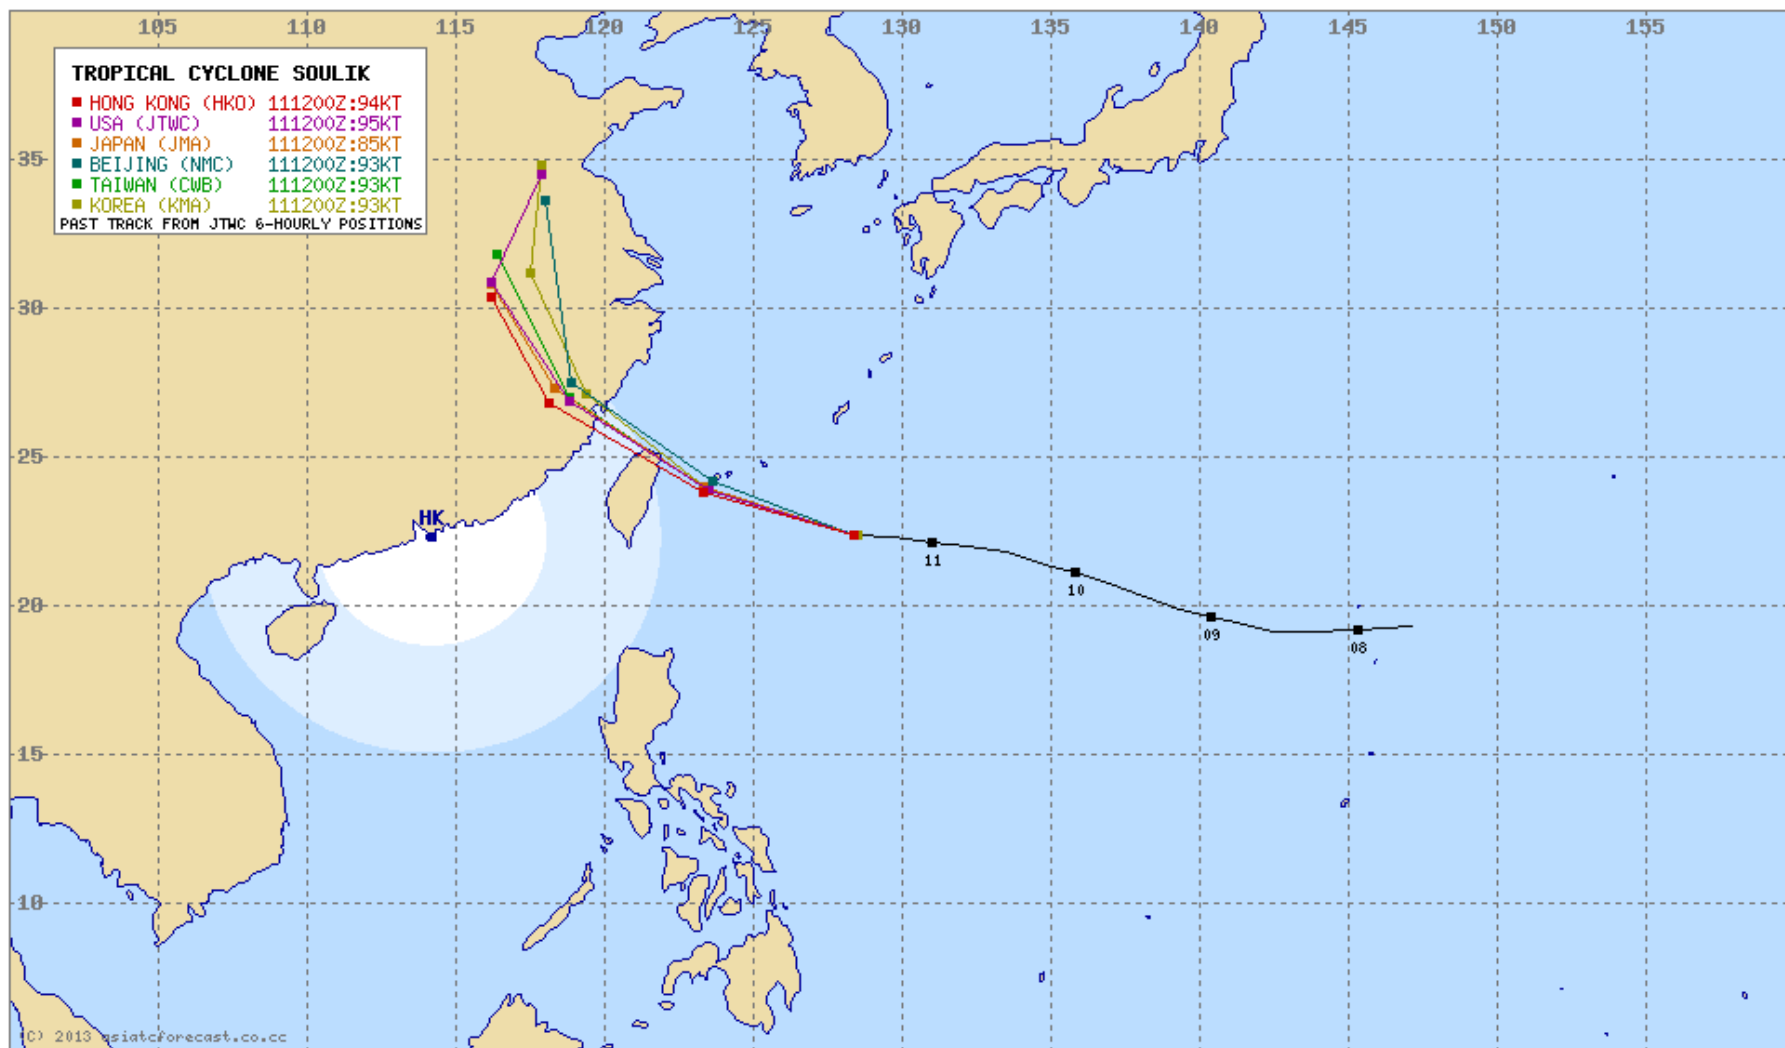 105 110 115 120 125 130 135 140 145 150 155
TROPICAL CYCLONE SOULIK
HONG KONG (HKO) 111200Z:94KT
USA (JTWC) 111200Z:95KT
JAPAN (JMA) 111200Z:85KT
BEIJING (NMC) 111200Z:93KT
TAIWAN (CWB) 111200Z:93KT
KOREA (KMA) 111200Z:93KT
PAST TRACK FROM JTWC 6-HOURLY POSITIONS
35
30
25
HK
11
10
20
09
08
15
10
(C) 2013 asiatcforecast.co.cc